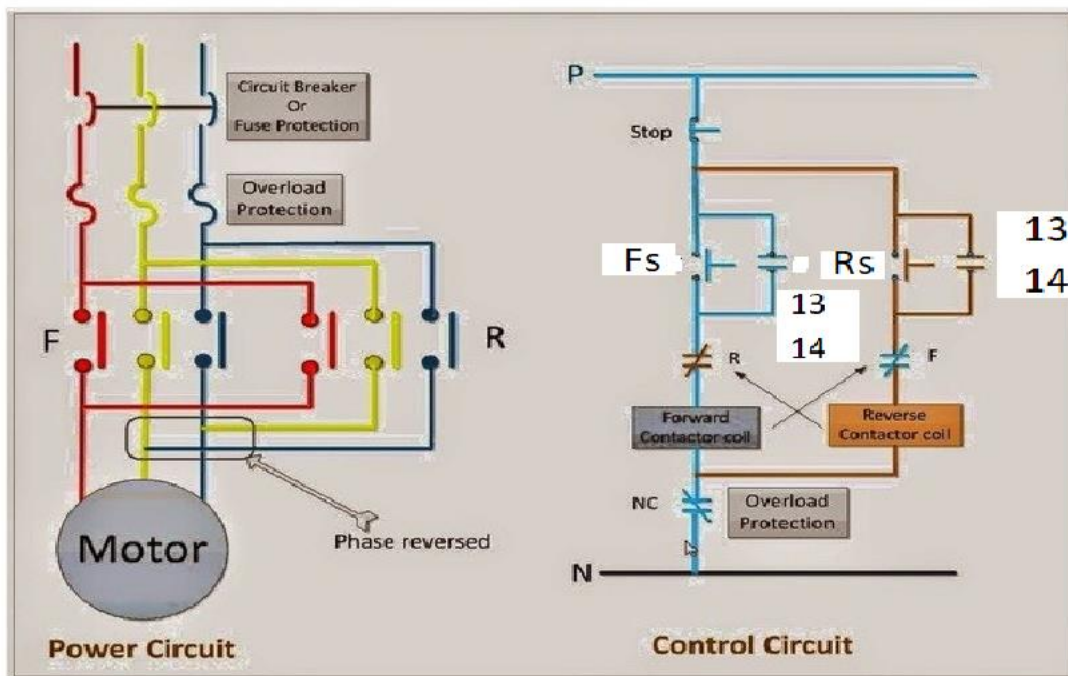 Circuit Breaker
Or
Fuse Protection
Overload
Protection
F
R
Phase reversed
Motor
Power Circuit
P
Stop
Fs
Rs
13
14
13
14
R
F
Forward
Contactor coil
Reverse
Contactor coil
NC
Overload
Protection
N
Control Circuit